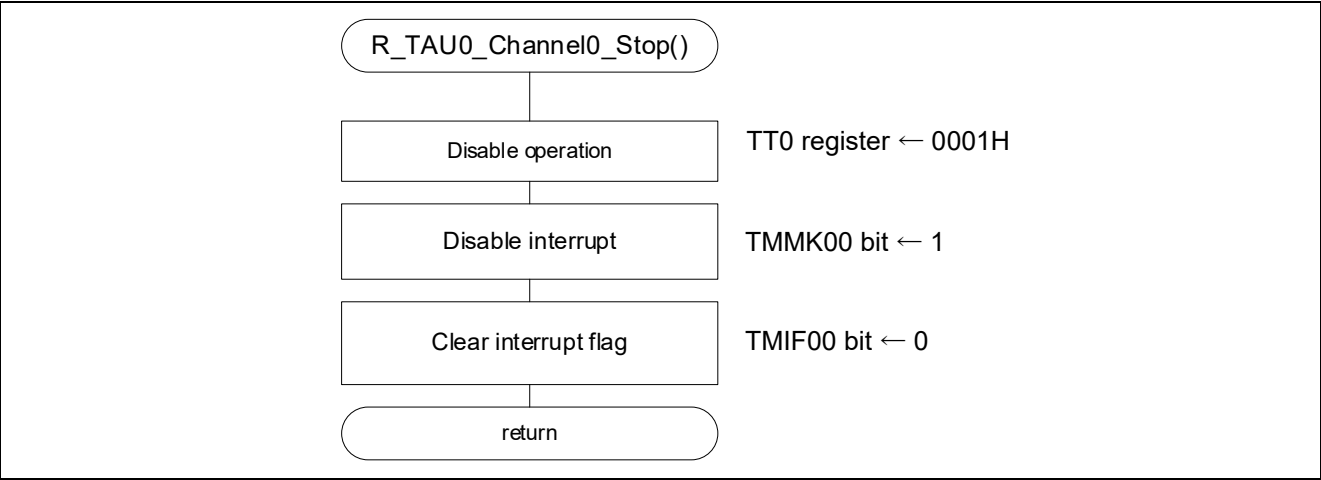 R_TAU0_Channel0_Stop()
Disable operation
TT0 register ← 0001H
Disable interrupt
TMMK00 bit ← 1
Clear interrupt flag
TMIF00 bit ← 0
return